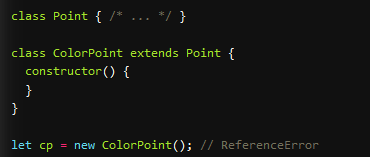 class Point { /* ... */ }
class ColorPoint extends Point {
constructor() {
}
}
let cp = new ColorPoint(); // ReferenceError